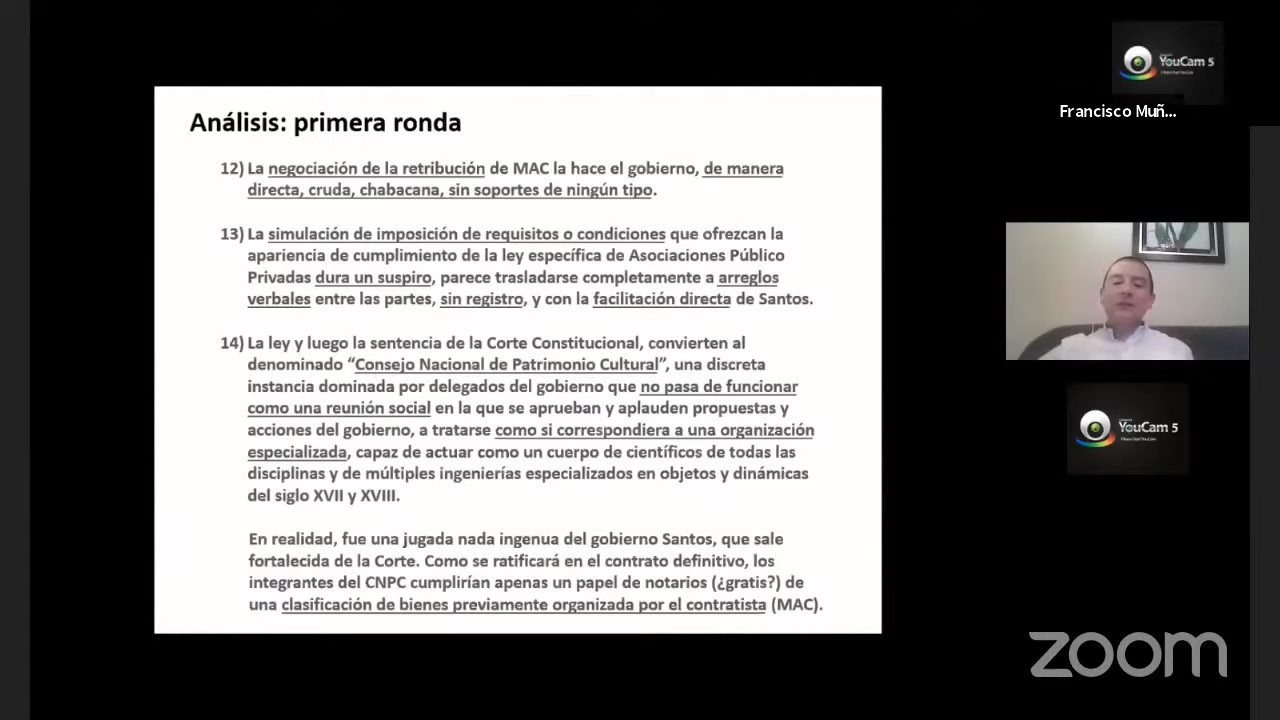 Análisis: primera ronda
12) La negociación de la retribución de MAC la hace el gobierno, de manera
directa, cruda, chabacana, sin soportes de ningún tipo.
13) La simulación de imposición de requisitos o condiciones que ofrezcan la
apariencia de cumplimiento de la ley específica de Asociaciones Público
Privadas dura un suspiro, parece trasladarse completamente a arreglos
verbales entre las partes, sin registro, y con la facilitación directa de Santos.
14) La ley y luego la sentencia de la Corte Constitucional, convierten al
denominado “Consejo Nacional de Patrimonio Cultural”, una discreta
instancia dominada por delegados del gobierno que no pasa de funcionar
como una reunión social en la que se aprueban y aplauden propuestas y
acciones del gobierno, a tratarse como si correspondiera a una organización
especializada, capaz de actuar como un cuerpo de científicos de todas las
disciplinas y de múltiples ingenierías especializados en objetos y dinámicas
del siglo XVII y XVIII.
En realidad, fue una jugada nada ingenua del gobierno Santos, que sale
fortalecida de la Corte. Como se ratificará en el contrato definitivo, los
integrantes del CNPC cumplirían apenas un papel de notarios (¿gratis?) de
una clasificación de bienes previamente organizada por el contratista (MAC).
YouCam 5
Francisco Muñ...
YouCam 5
zoom